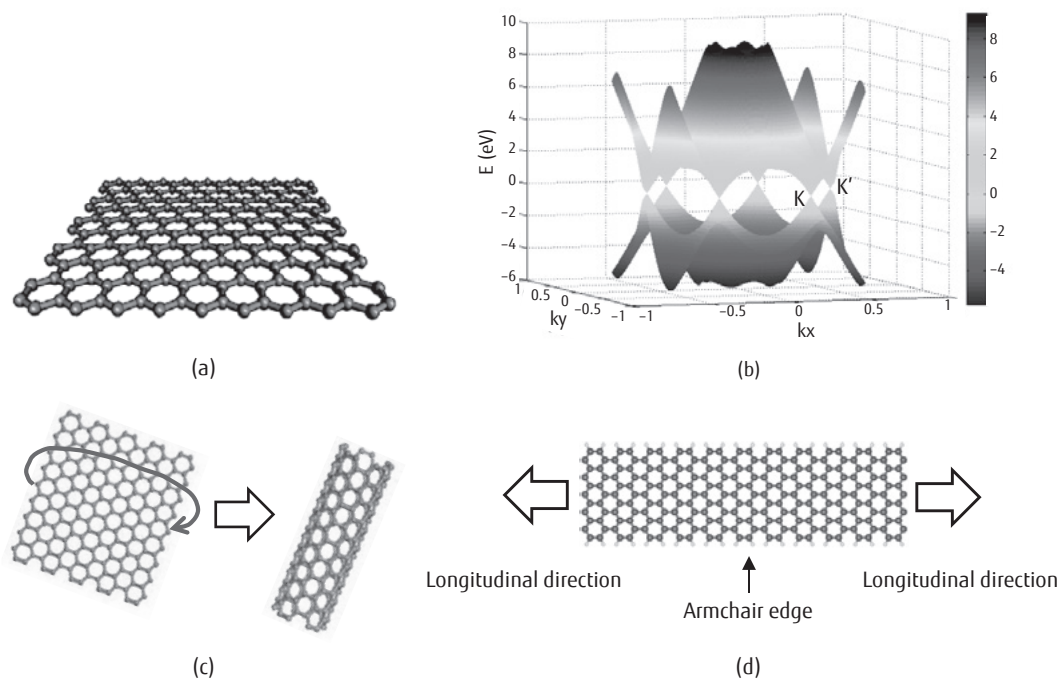 10
8
6
4
2
0
−2
−4
−6
E (eV)
1
0.5
0
−0.5
−1
ky
−1
−0.5
0
0.5
1
kx
K
K′
8
6
4
2
0
−2
−4
(a)
(b)
Longitudinal direction
Longitudinal direction
Armchair edge
(c)
(d)